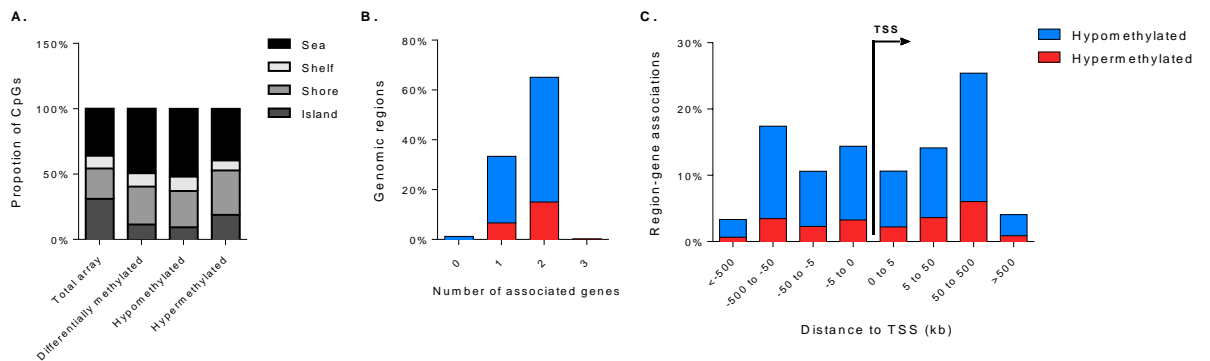 A.
150%
100%
50%
0%
Propotion of CpGs
Total array
Differentially methylated
Hypomethylated
Hypermethylated
Sea
Shelf
Shore
Island
B.
80%
60%
40%
20%
0%
Genomic regions
0
1
2
3
Number of associated genes
C.
30%
20%
10%
0%
Region-gene associations
TSS
<-500
-500 to -50
-50 to -5
-5 to 0
0 to 5
5 to 50
50 to 500
>500
Distance to TSS (kb)
Hypomethylated
Hypermethylated